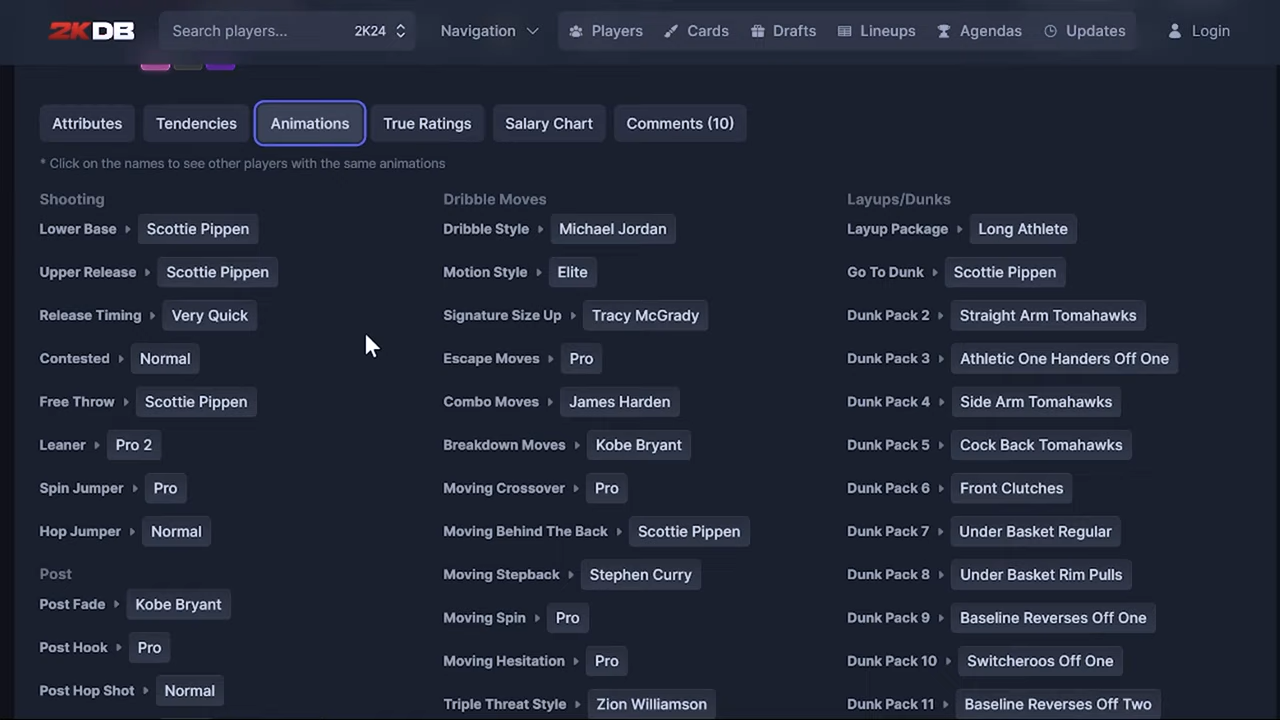 2KDB
Search players...
2K24
Navigation
Players
Cards
Drafts
Lineups
Agendas
Updates
Login
Attributes
Tendencies
Animations
True Ratings
Salary Chart
Comments (10)
* Click on the names to see other players with the same animations
Shooting
Lower Base Scottie Pippen
Upper Release Scottie Pippen
Release Timing Very Quick
Contested Normal
Free Throw Scottie Pippen
Leaner Pro 2
Spin Jumper Pro
Hop Jumper Normal
Post
Post Fade Kobe Bryant
Post Hook Pro
Post Hop Shot Normal
Dribble Moves
Dribble Style Michael Jordan
Motion Style Elite
Signature Size Up Tracy McGrady
Escape Moves Pro
Combo Moves James Harden
Breakdown Moves Kobe Bryant
Moving Crossover Pro
Moving Behind The Back Scottie Pippen
Moving Stepback Stephen Curry
Moving Spin Pro
Moving Hesitation Pro
Triple Threat Style Zion Williamson
Layups/Dunks
Layup Package Long Athlete
Go To Dunk Scottie Pippen
Dunk Pack 2 Straight Arm Tomahawks
Dunk Pack 3 Athletic One Handers Off One
Dunk Pack 4 Side Arm Tomahawks
Dunk Pack 5 Cock Back Tomahawks
Dunk Pack 6 Front Clutches
Dunk Pack 7 Under Basket Regular
Dunk Pack 8 Under Basket Rim Pulls
Dunk Pack 9 Baseline Reverses Off One
Dunk Pack 10 Switcheroos Off One
Dunk Pack 11 Baseline Reverses Off Two